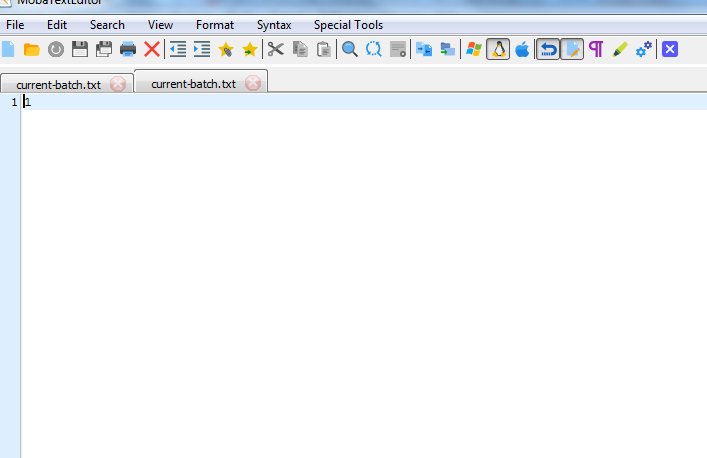 MobaTextEditor
File Edit Search View Format Syntax Special Tools
current-batch.txt current-batch.txt
1 1